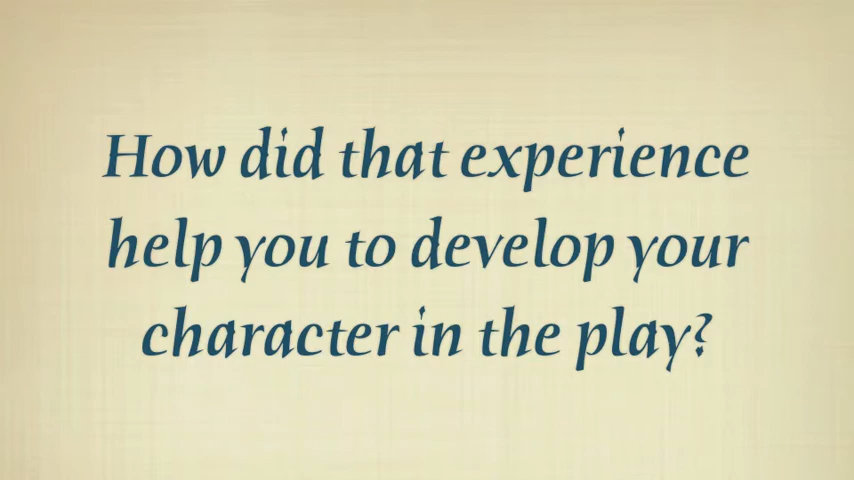 How did that experience
help you to develop your
character in the play?